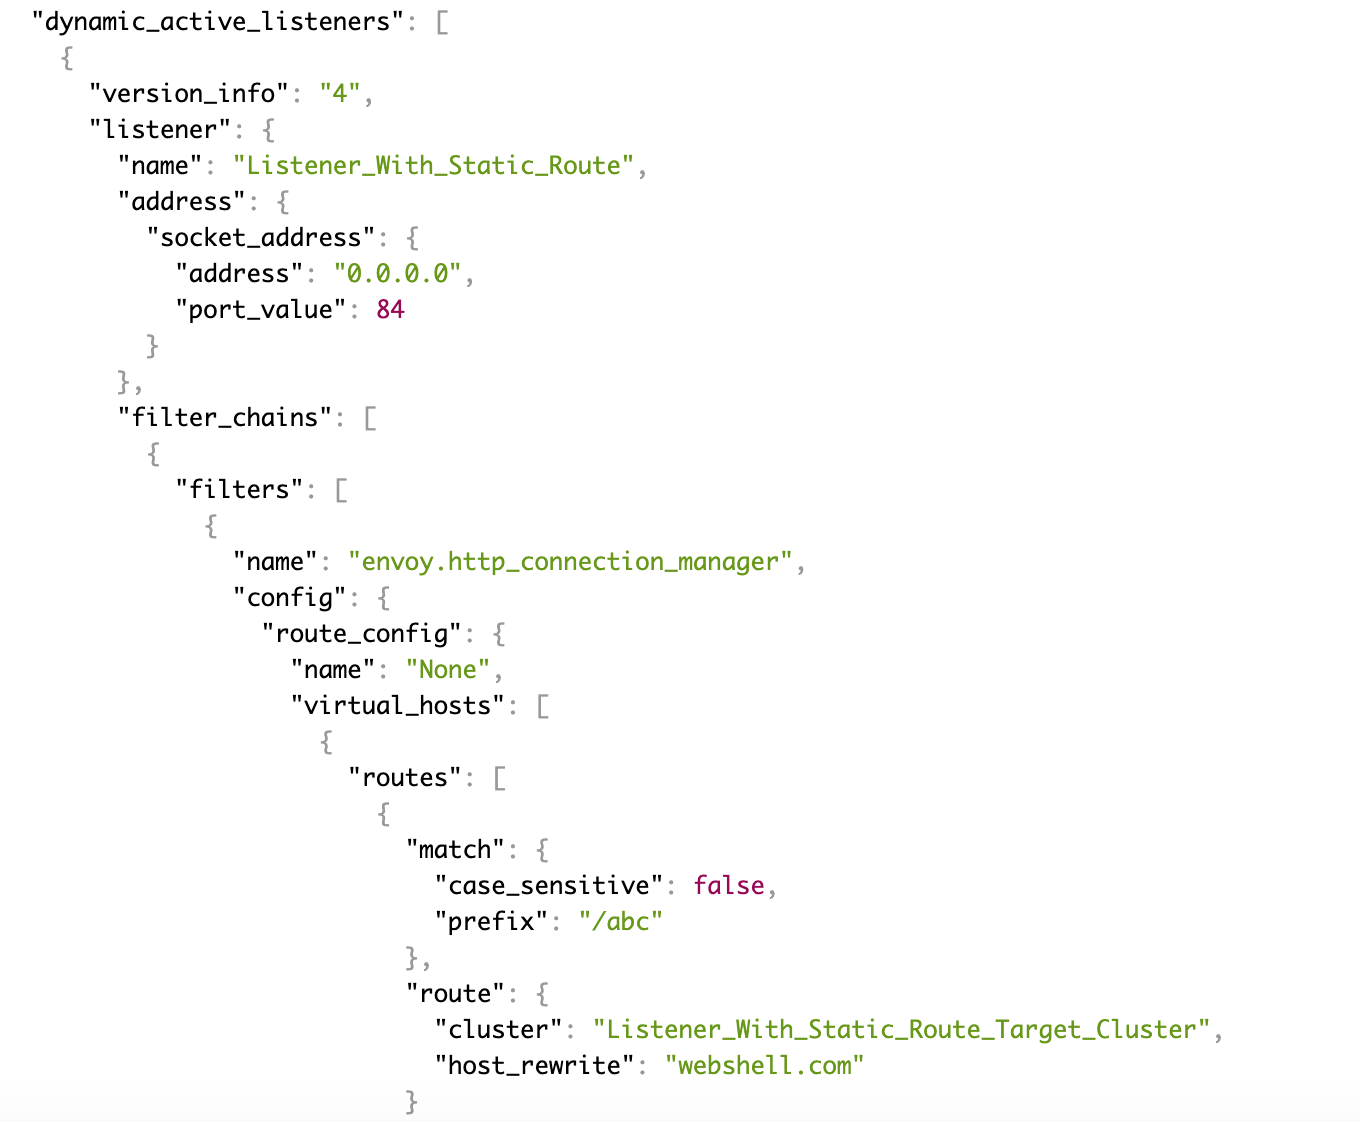 "dynamic_active_listeners": [
{
"version_info": "4",
"listener": {
"name": "Listener_With_Static_Route",
"address": {
"socket_address": {
"address": "0.0.0.0",
"port_value": 84
}
},
"filter_chains": [
{
"filters": [
{
"name": "envoy.http_connection_manager",
"config": {
"route_config": {
"name": "None",
"virtual_hosts": [
{
"routes": [
{
"match": {
"case_sensitive": false,
"prefix": "/abc"
},
"route": {
"cluster": "Listener_With_Static_Route_Target_Cluster",
"host_rewrite": "webshell.com"
}